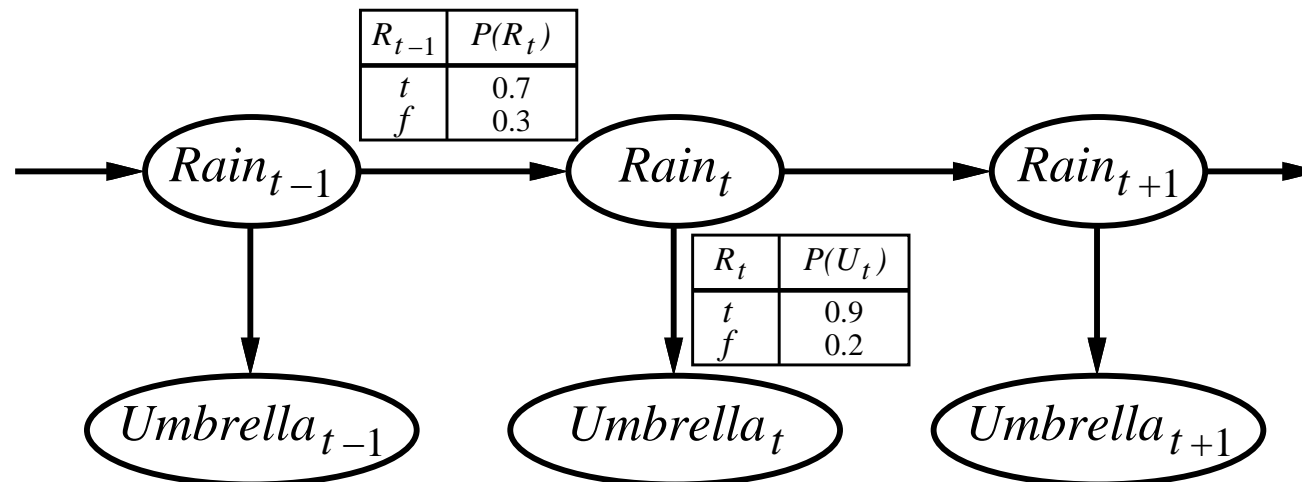 R_{t-1} P(R_t)
t 0.7
f 0.3
Rain_{t-1} Rain_t Rain_{t+1}
R_t P(U_t)
t 0.9
f 0.2
Umbrella_{t-1} Umbrella_t Umbrella_{t+1}